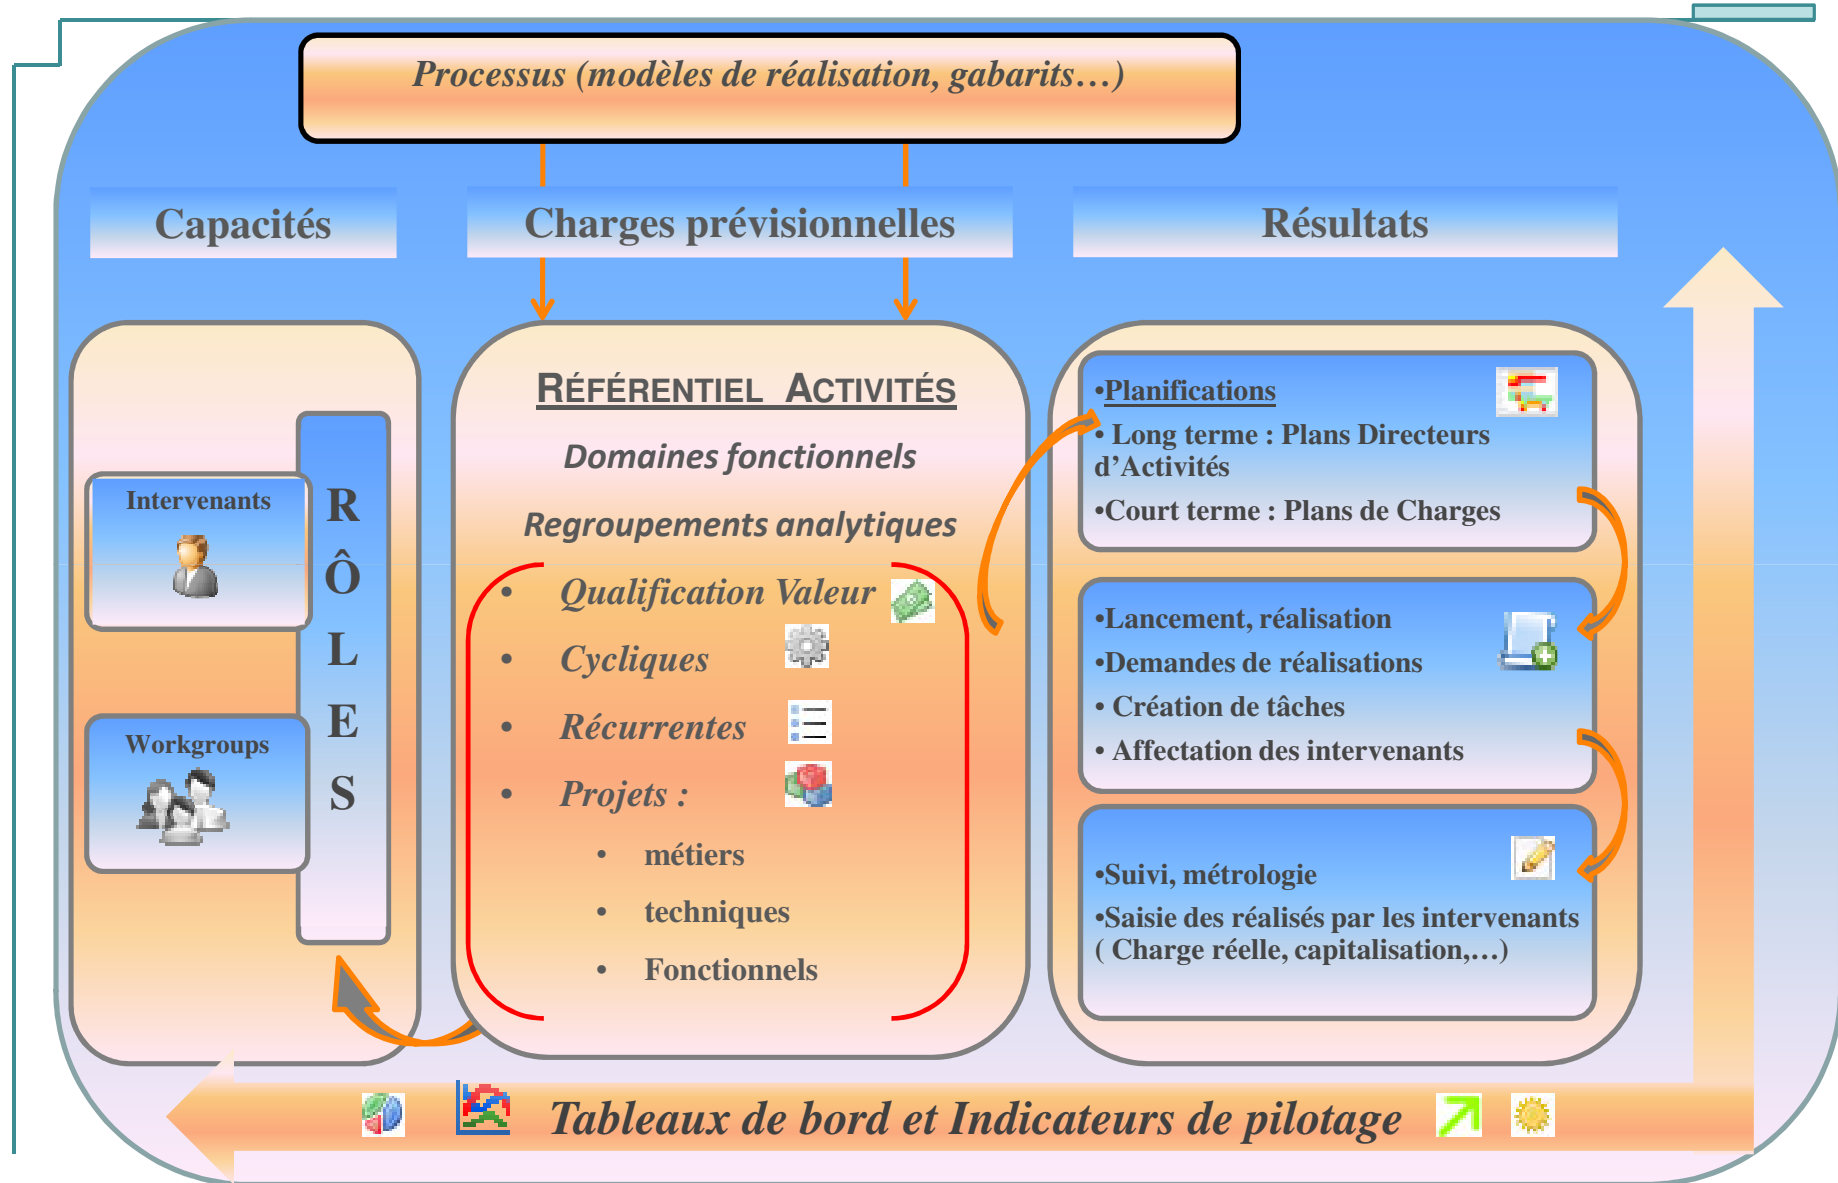 Processus (modèles de réalisation, gabarits…)
Capacités
Charges prévisionnelles
Résultats
Intervenants
Workgroups
R
Ô
L
E
S
RÉFÉRENTIEL ACTIVITÉS
Domaines fonctionnels
Regroupements analytiques
• Qualification Valeur
• Cycliques
• Récurrentes
• Projets :
• métiers
• techniques
• Fonctionnels
•Planifications
• Long terme : Plans Directeurs
d’Activités
•Court terme : Plans de Charges
•Lancement, réalisation
•Demandes de réalisations
• Création de tâches
• Affectation des intervenants
•Suivi, métrologie
•Saisie des réalisés par les intervenants
( Charge réelle, capitalisation,…)
Tableaux de bord et Indicateurs de pilotage